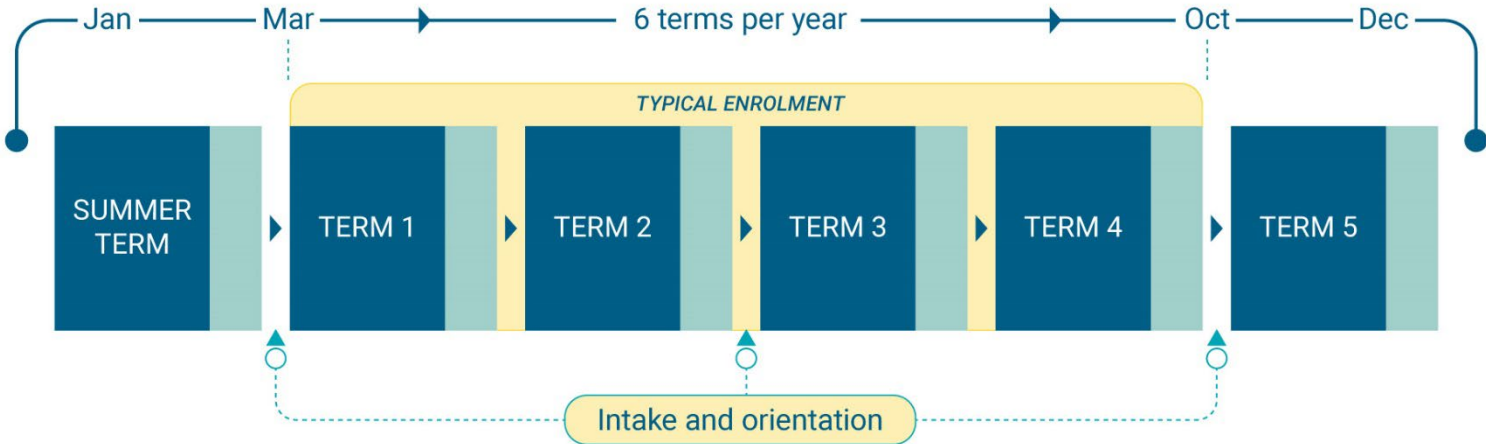 Jan Mar 6 terms per year Oct Dec
TYPICAL ENROLMENT
SUMMER
TERM
TERM 1
TERM 2
TERM 3
TERM 4
TERM 5
Intake and orientation